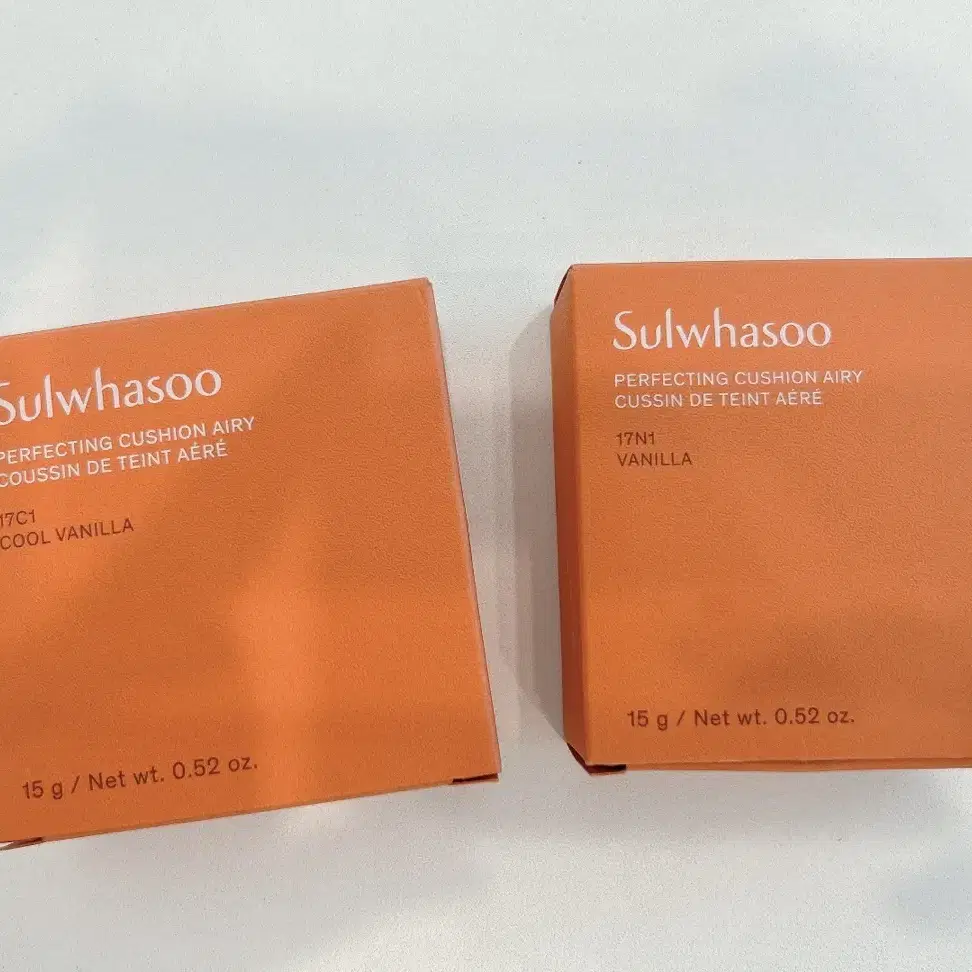 Sulwhasoo
PERFECTING CUSHION AIRY
COUSSIN DE TEINT AÉRÉ
17C1
COOL VANILLA
15 g / Net wt. 0.52 oz.
Sulwhasoo
PERFECTING CUSHION AIRY
CUSSIN DE TEINT AÉRÉ
17N1
VANILLA
15 g / Net wt. 0.52 oz.